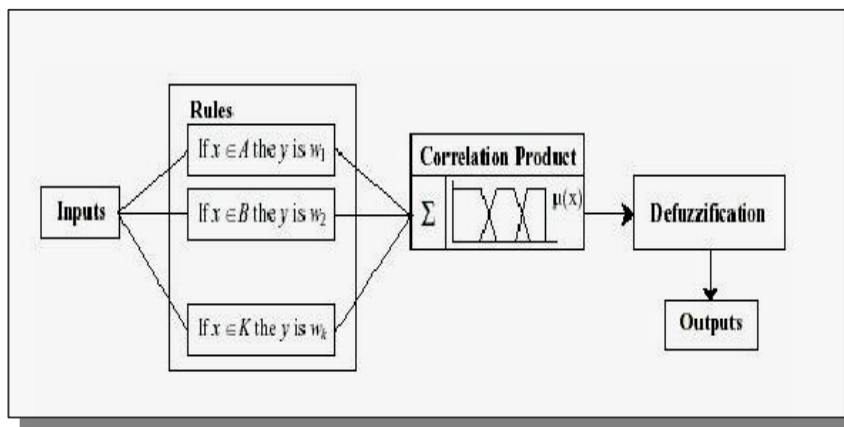 Rules
If x ∈ A the y is w₁
Inputs
If x ∈ B the y is w₂
If x ∈ K the y is wₖ
Correlation Product
Σ
μ(x)
Defuzzification
Outputs